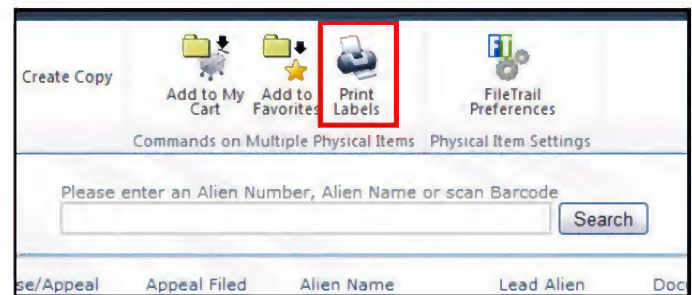 Create Copy
Add to My Cart
Add to Favorites
Print Labels
FT
FileTrail Preferences
Commands on Multiple Physical Items Physical Item Settings
Please enter an Alien Number, Alien Name or scan Barcode
Search
se/Appeal Appeal Filed Alien Name Lead Alien Doc